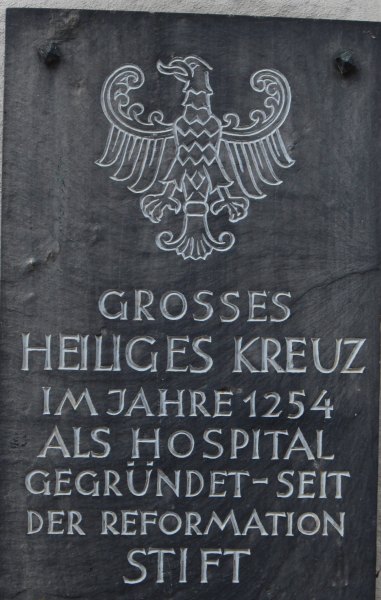 GROSSES
HEILIGES KREUZ
IM JAHRE 1254
ALS HOSPITAL
GEGRÜNDET-SEIT
DER REFORMATION
STIFT